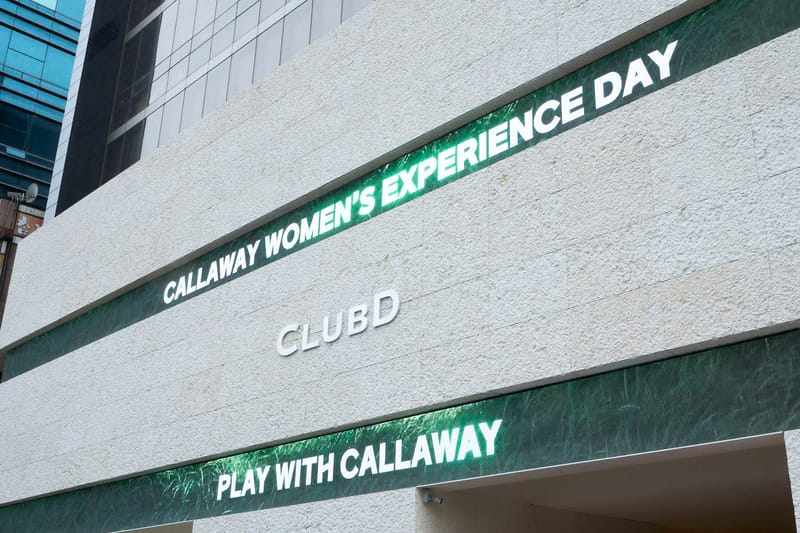 CALLAWAY WOMEN'S EXPERIENCE DAY
CLUBD
PLAY WITH CALLAWAY